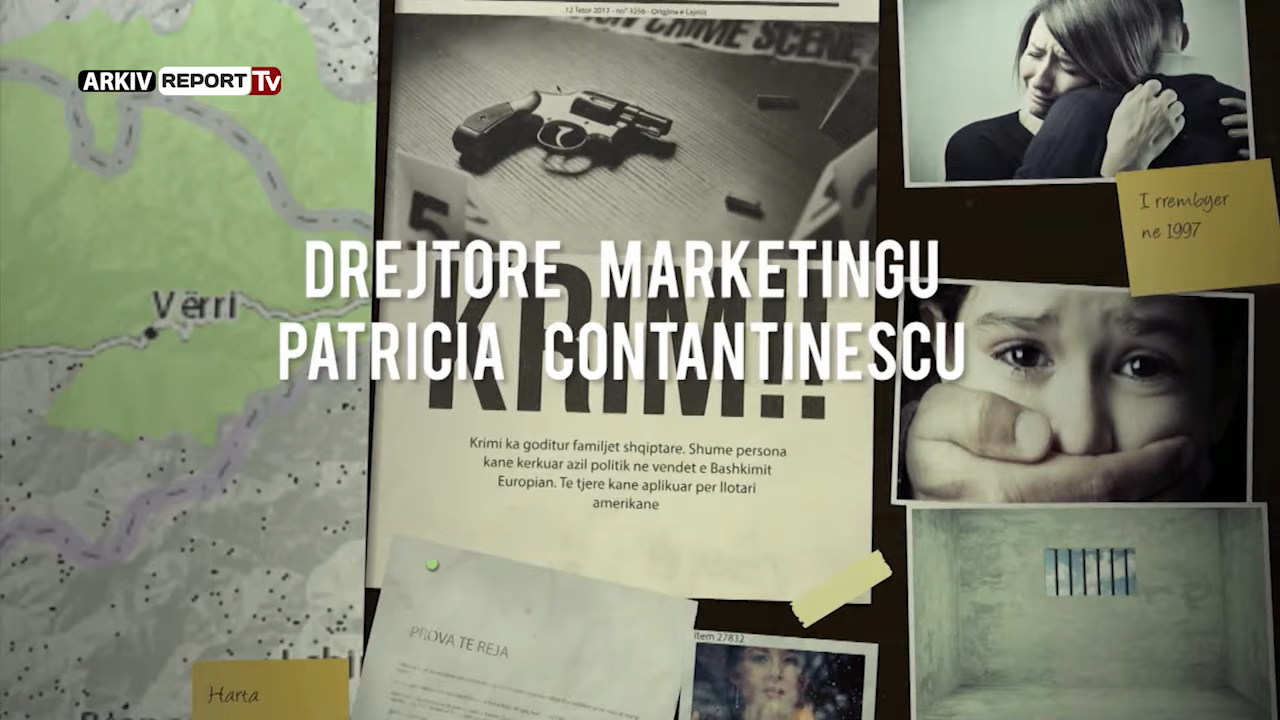 12 Tetor 2017 - no° 3256 - Origjina e Lajmit
CRIME SCENE
ARKIV REPORT Tv
5
I rrembyer
ne 1997
DREJTORE MARKETINGU
Vërri
PATRICIA CONTANTINESCU
KRIM!!
Krimi ka goditur familjet shqiptare. Shume persona
kane kerkuar azil politik ne vendet e Bashkimit
Europian. Te tjere kane aplikuar per llotari
amerikane
PROVA TE REJA
Item 27832
Harta